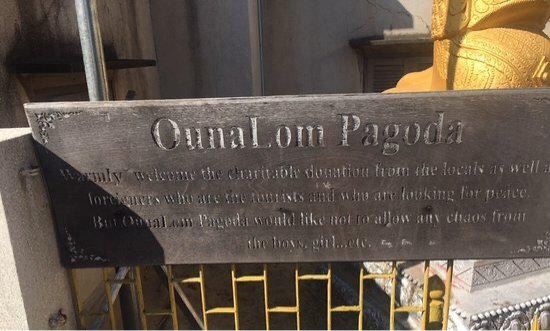 OunaLom Pagoda
Warmly welcome the charitable donation from the locals as well a
foreigners who are the tourists and who are looking for peace.
But OunaLom Pagoda would like not to allow any chaos from
the boys, girl..etc.